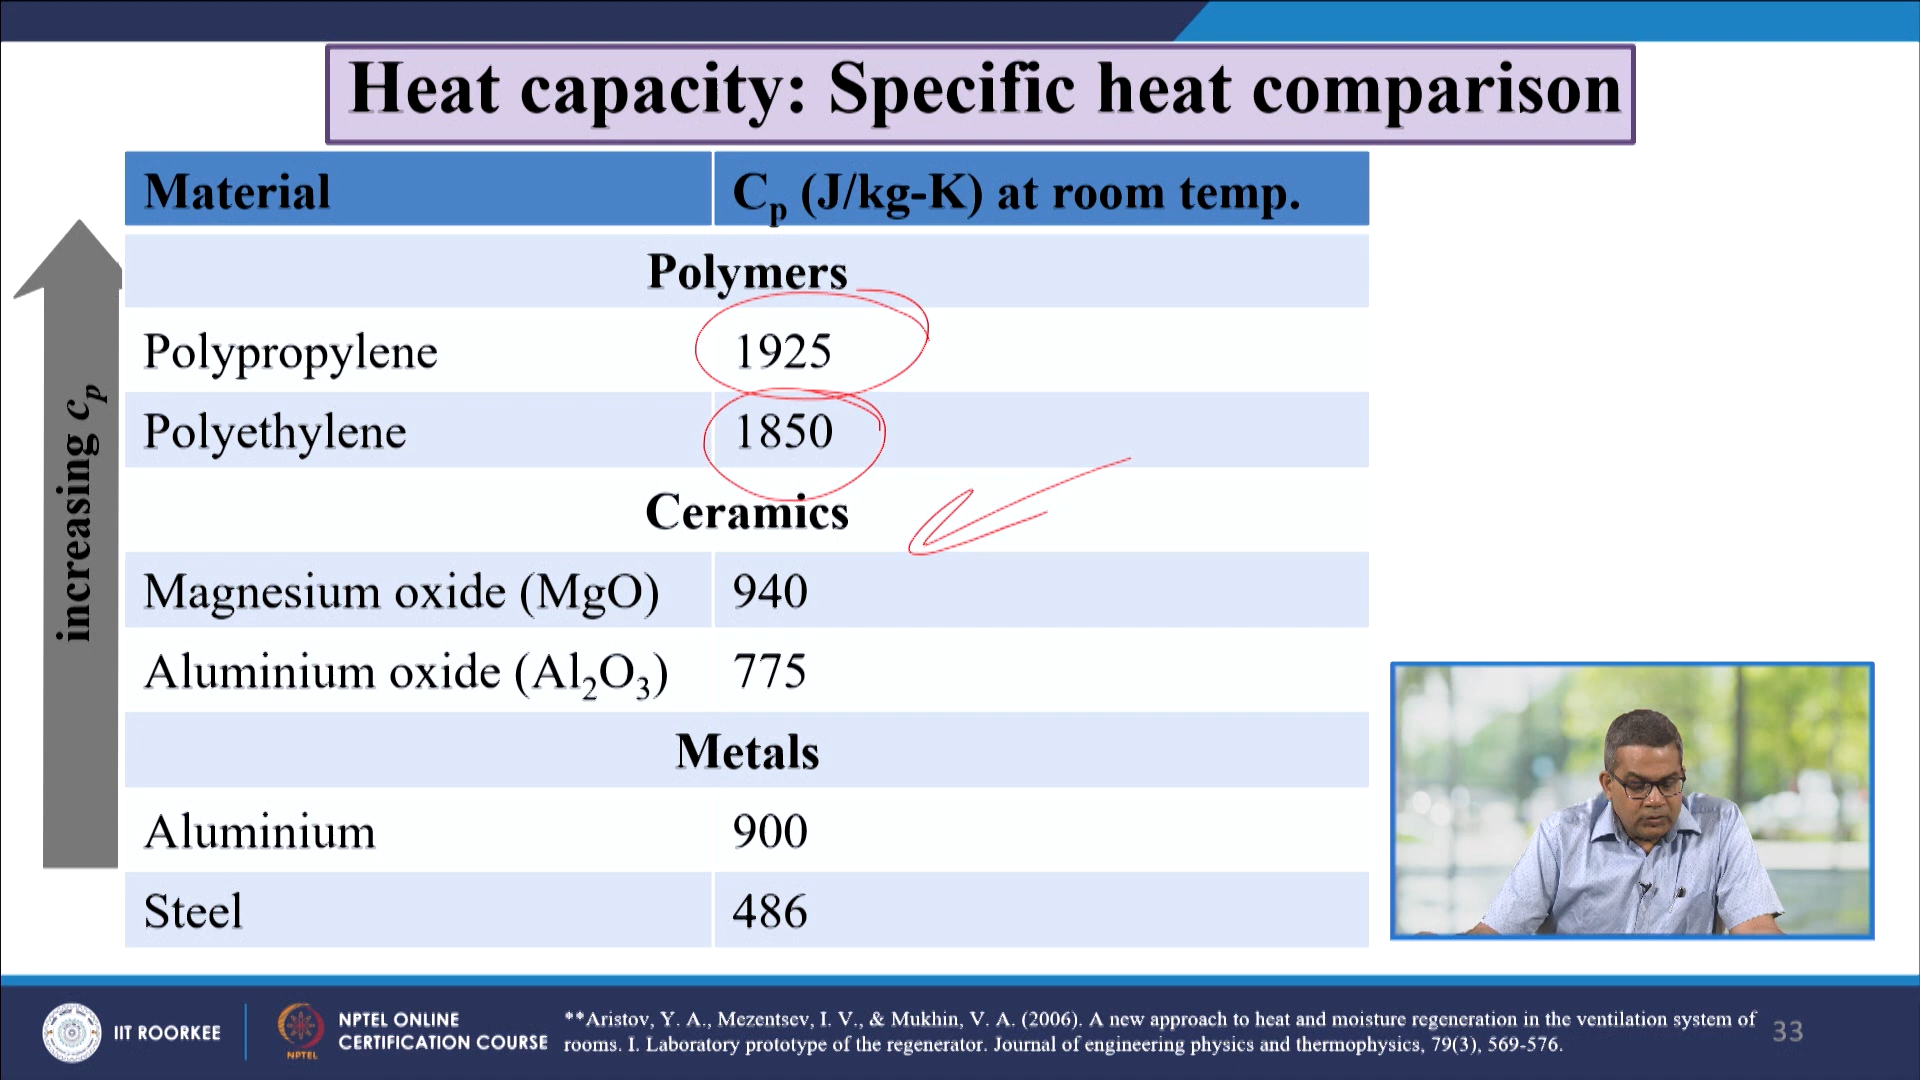 Heat capacity: Specific heat comparison
Material
Cp (J/kg-K) at room temp.
increasing cp
Polymers
Polypropylene
1925
Polyethylene
1850
Ceramics
Magnesium oxide (MgO)
940
Aluminium oxide (Al2O3)
775
Metals
Aluminium
900
Steel
486
IIT ROORKEE
NPTEL
NPTEL ONLINE
CERTIFICATION COURSE
**Aristov, Y. A., Mezentsev, I. V., & Mukhin, V. A. (2006). A new approach to heat and moisture regeneration in the ventilation system of
rooms. I. Laboratory prototype of the regenerator. Journal of engineering physics and thermophysics, 79(3), 569-576.
33